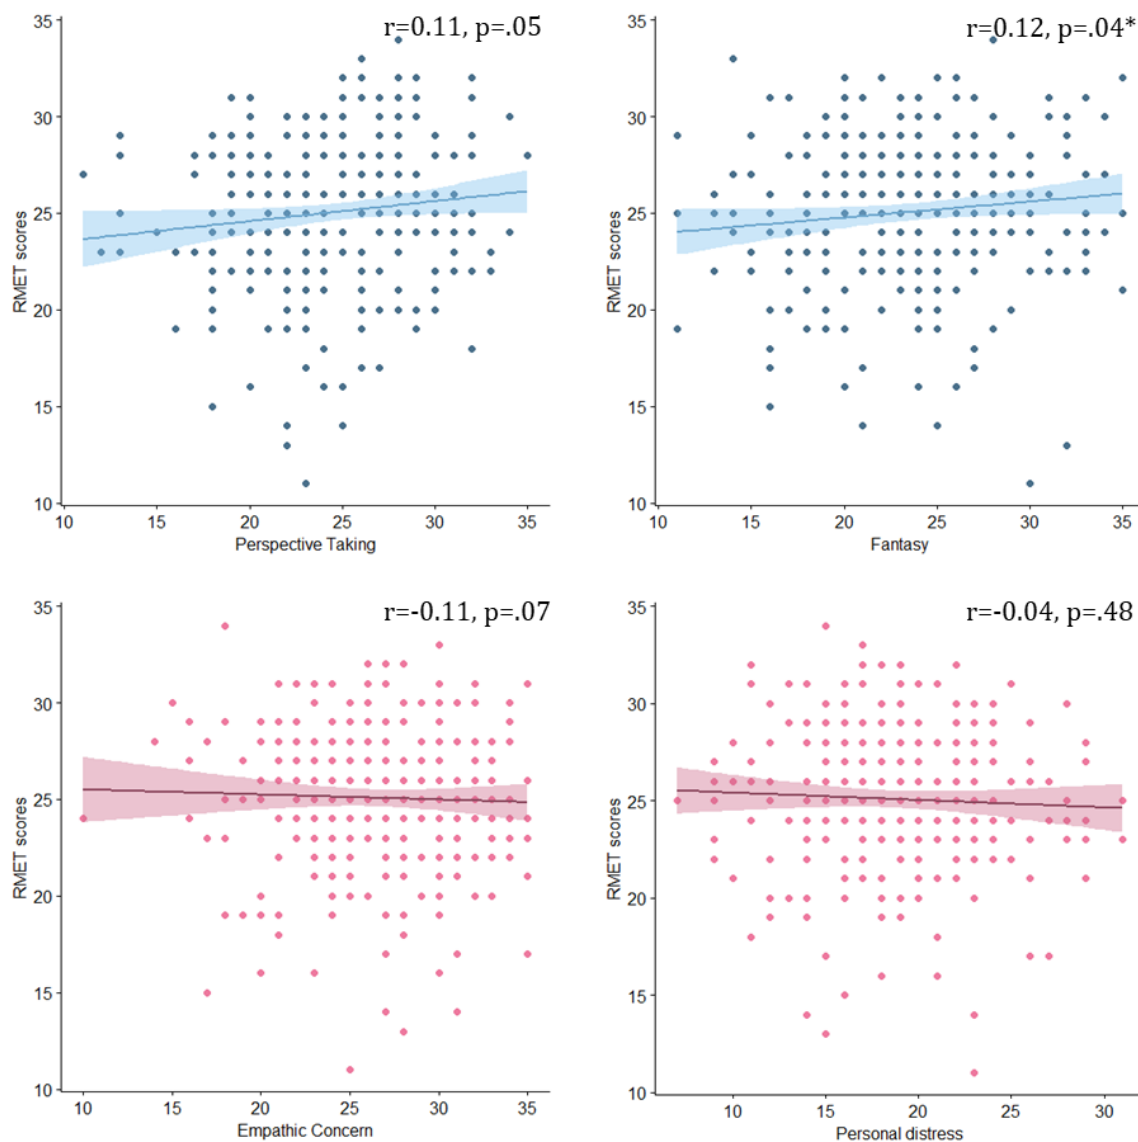 r=0.11, p=.05
35
30
25
20
15
10
RMET scores
10 15 20 25 30 35
Perspective Taking
r=0.12, p=.04*
35
30
25
20
15
10
RMET scores
10 15 20 25 30 35
Fantasy
r=-0.11, p=.07
35
30
25
20
15
10
RMET scores
10 15 20 25 30 35
Empathic Concern
r=-0.04, p=.48
35
30
25
20
15
10
RMET scores
10 15 20 25 30
Personal distress